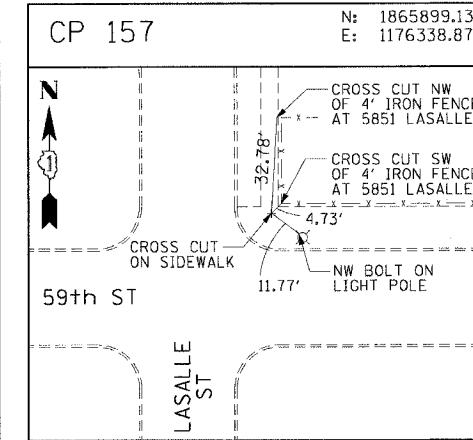 CP 157
N: 1865899.13
E: 1176338.87
N
1
CROSS CUT NW
OF 4' IRON FENCE
AT 5851 LASALLE
32.78'
CROSS CUT SW
OF 4' IRON FENCE
AT 5851 LASALLE
4.73'
CROSS CUT
ON SIDEWALK
11.77'
NW BOLT ON
LIGHT POLE
59th ST
LASALLE
ST